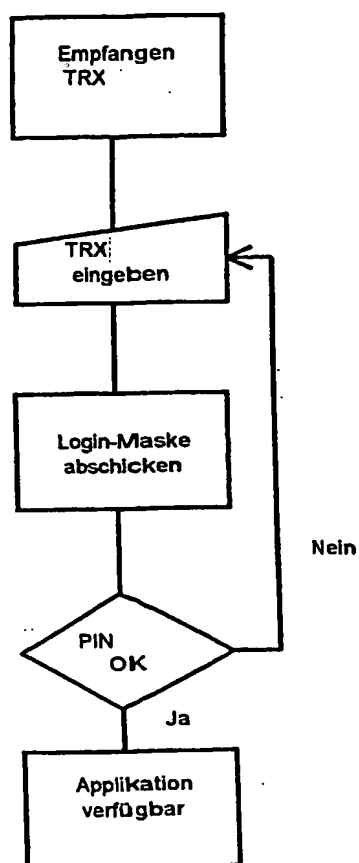 Empfangen
TRX
TRX
eingeben
Login-Maske
abschicken
Nein
PIN
OK
Ja
Applikation
verfügbar